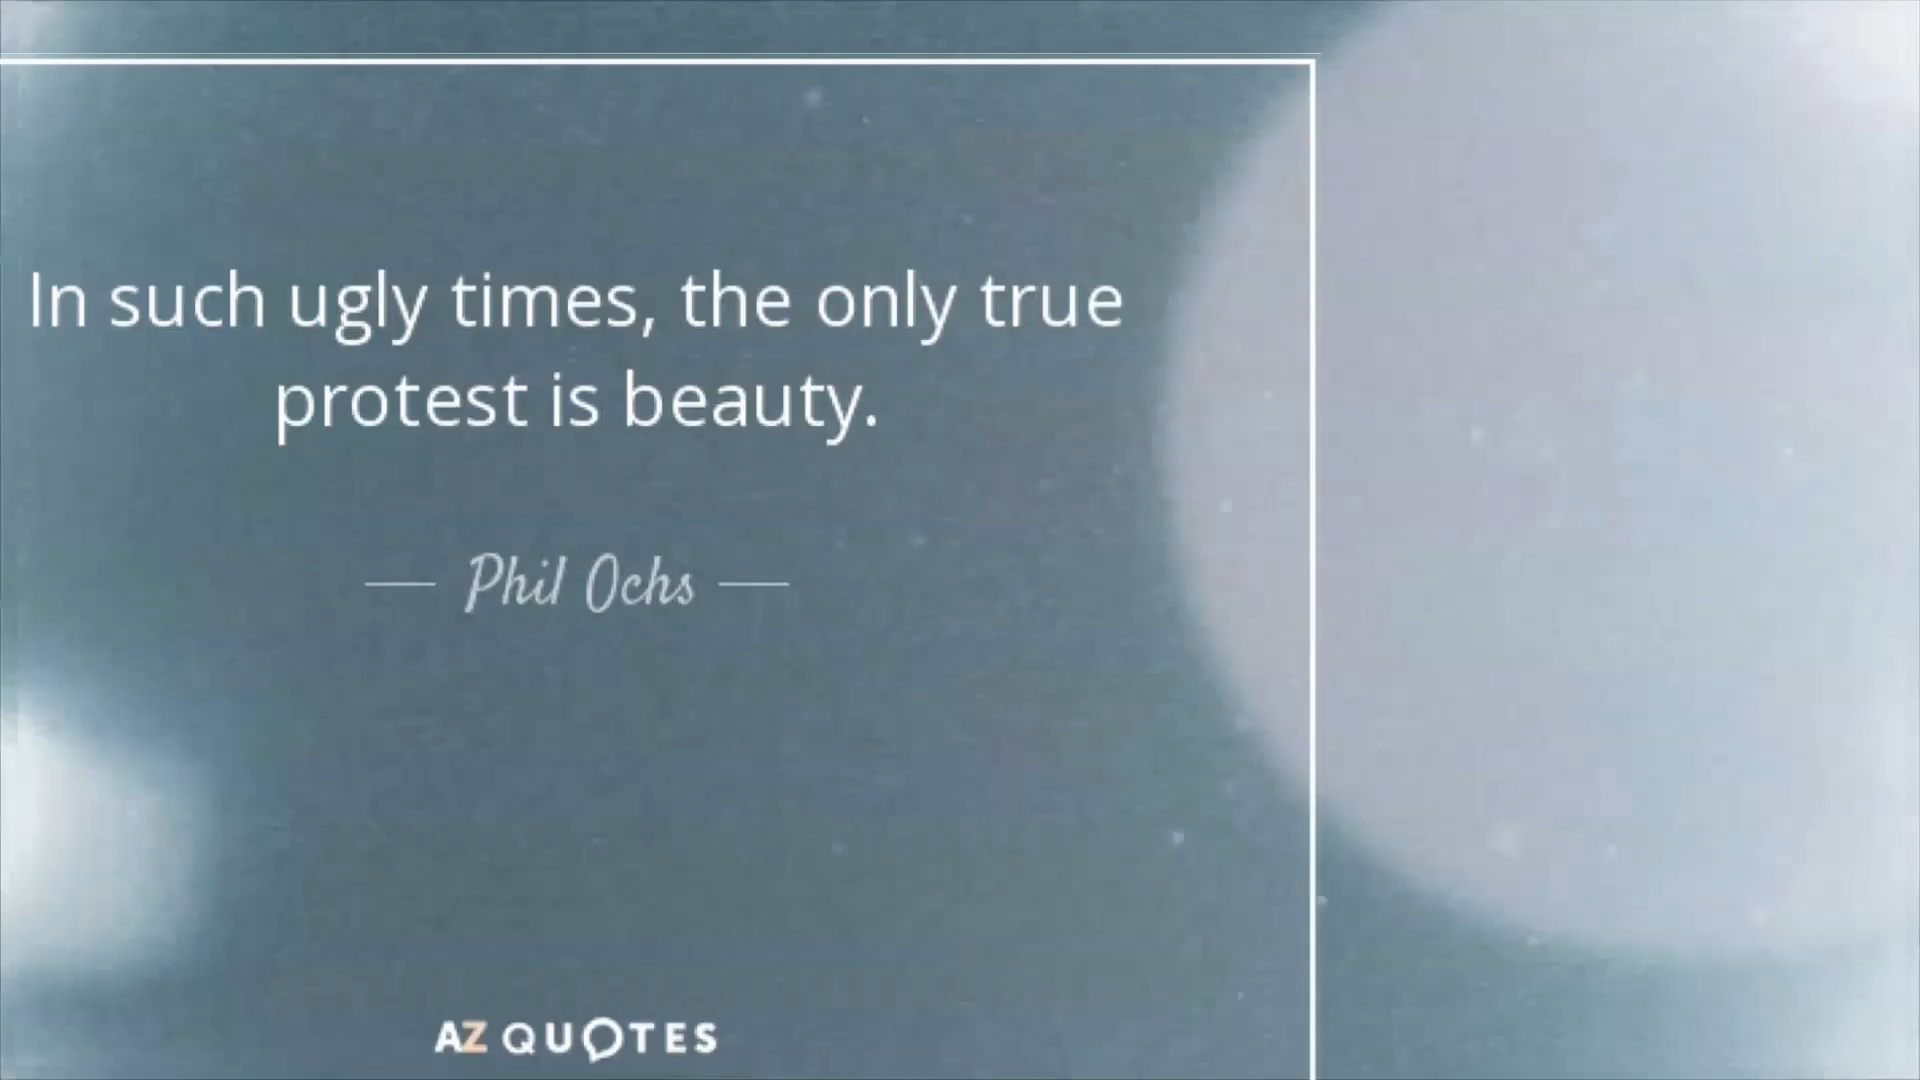 In such ugly times, the only true
protest is beauty.
Phil Ochs
AZ QUOTES